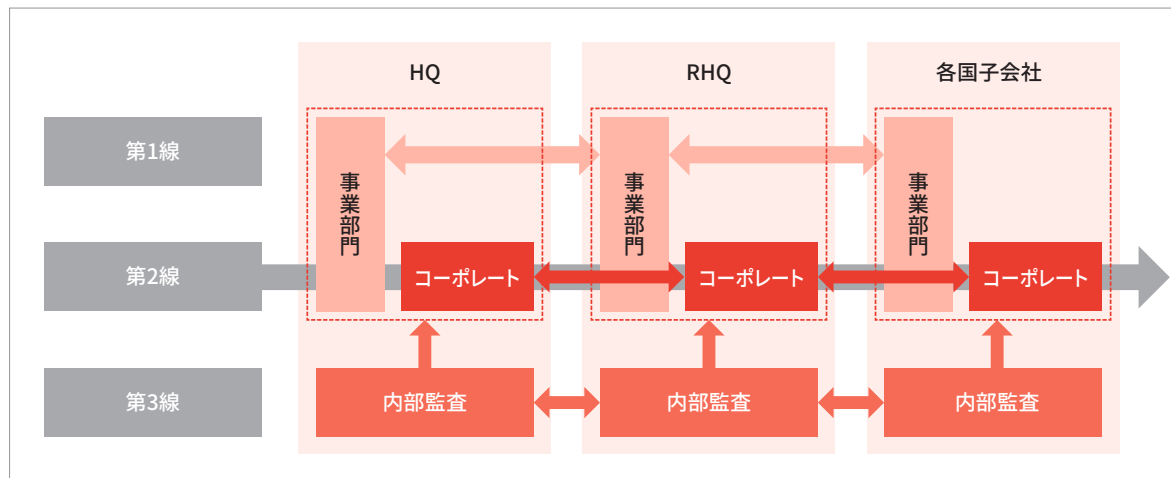 HQ
RHQ
各国子会社
第1線
事業部門
事業部門
事業部門
第2線
コーポレート
コーポレート
コーポレート
第3線
内部監査
内部監査
内部監査